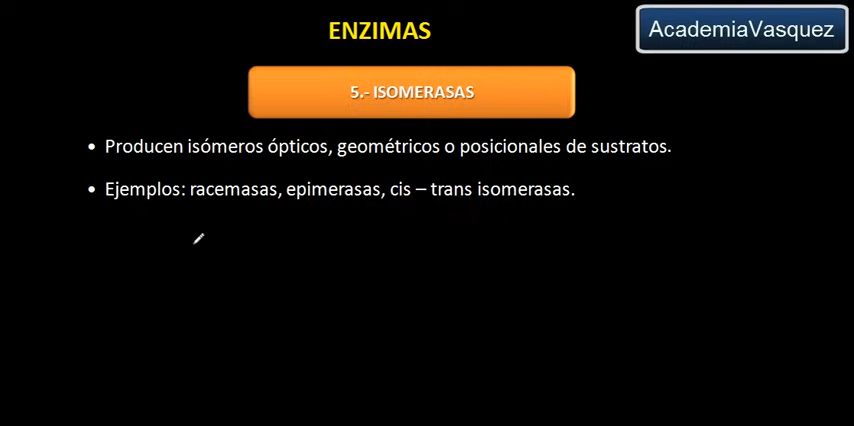 ENZIMAS
AcademiaVasquez
5.- ISOMERASAS
• Producen isómeros ópticos, geométricos o posicionales de sustratos.
• Ejemplos: racemasas, epimerasas, cis – trans isomerasas.